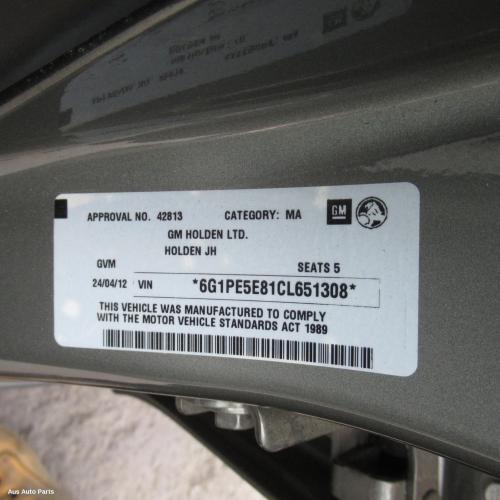 APPROVAL NO. 42813 CATEGORY: MA GM
GM HOLDEN LTD.
HOLDEN JH
GVM SEATS 5
24/04/12 VIN *6G1PE5E81CL651308*
THIS VEHICLE WAS MANUFACTURED TO COMPLY
WITH THE MOTOR VEHICLE STANDARDS ACT 1989
Aus Auto Parts